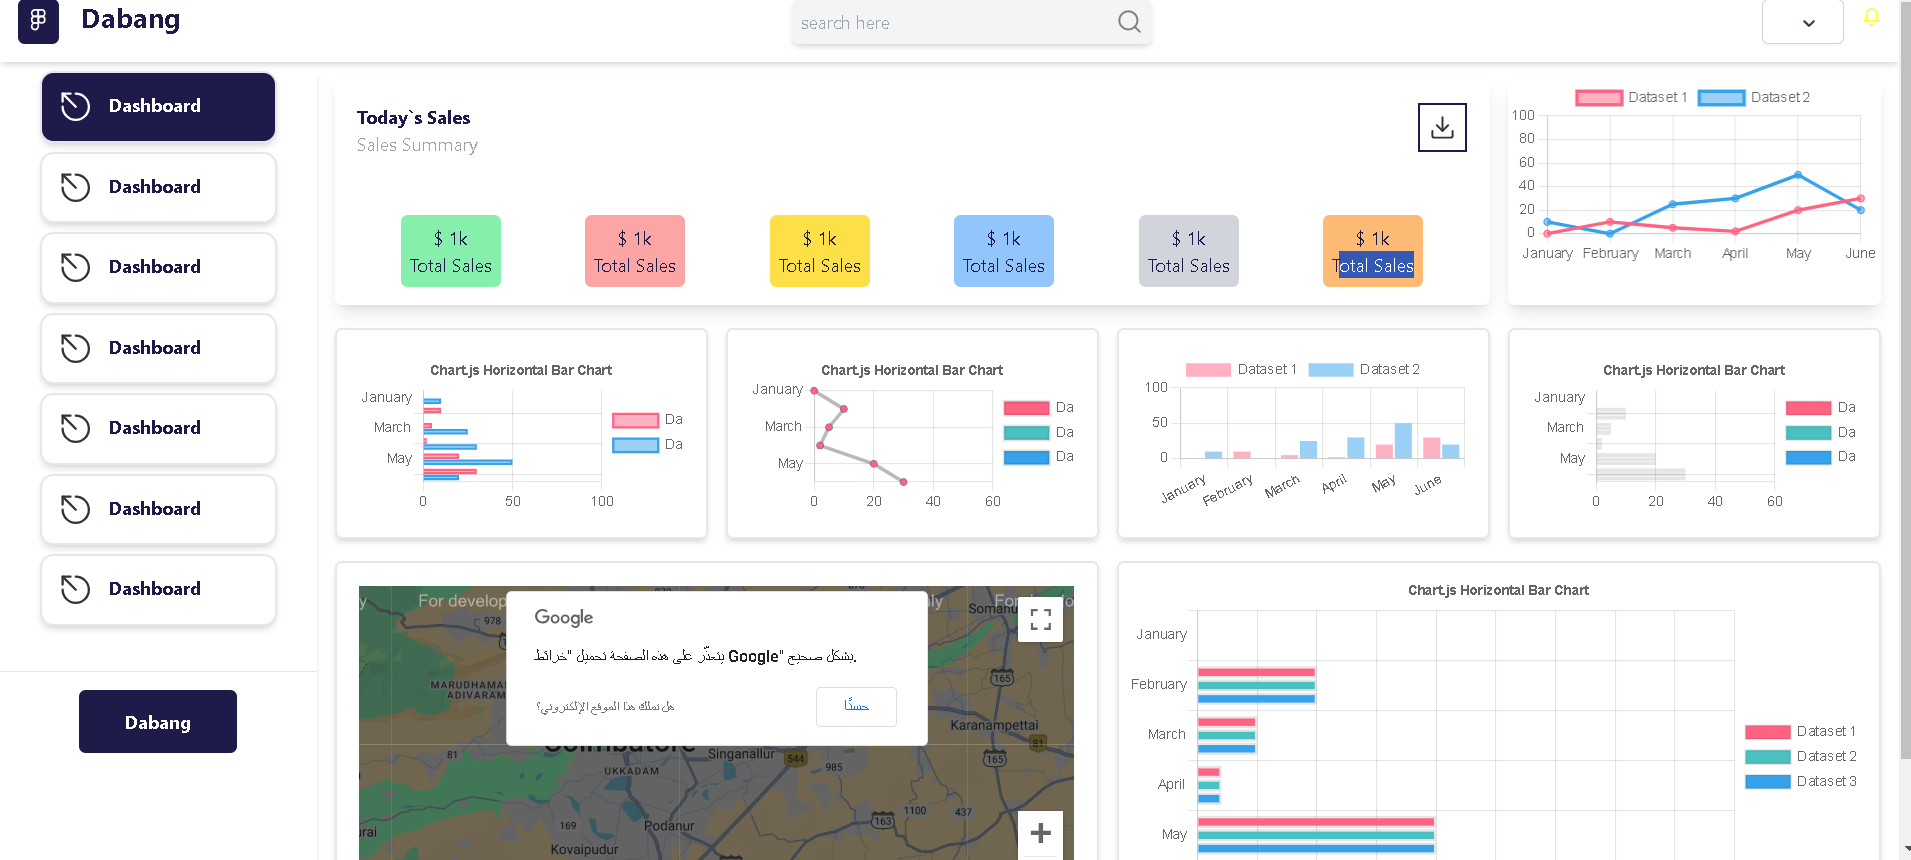 Dabang
search here
Dashboard
Dashboard
Dashboard
Dashboard
Dashboard
Dashboard
Dashboard
Dabang
Today`s Sales
Sales Summary
$ 1k
Total Sales
$ 1k
Total Sales
$ 1k
Total Sales
$ 1k
Total Sales
$ 1k
Total Sales
$ 1k
Total Sales
Dataset 1 Dataset 2
100
80
60
40
20
0
January February March April May June
Chart.js Horizontal Bar Chart
January
March
May
0 50 100
Da
Da
Chart.js Horizontal Bar Chart
January
March
May
0 20 40 60
Da
Da
Da
Dataset 1 Dataset 2
100
50
0
January February March April May June
Chart.js Horizontal Bar Chart
January
March
May
0 20 40 60
Da
Da
Da
For develop
Google
يتعذّر على هذه الصفحة تحميل "خرائط Google" بشكل صحيح.
هل تملك هذا الموقع الإلكتروني؟
حسنًا
978
MARUDHAMA
ADIVARAM
81
Coimbatore
Singanallur
UKKADAM
544
985
165
Karanampettai
81
165
169
Podanur
1100
437
163
Kovaipudur
Chart.js Horizontal Bar Chart
January
February
March
April
May
Dataset 1
Dataset 2
Dataset 3